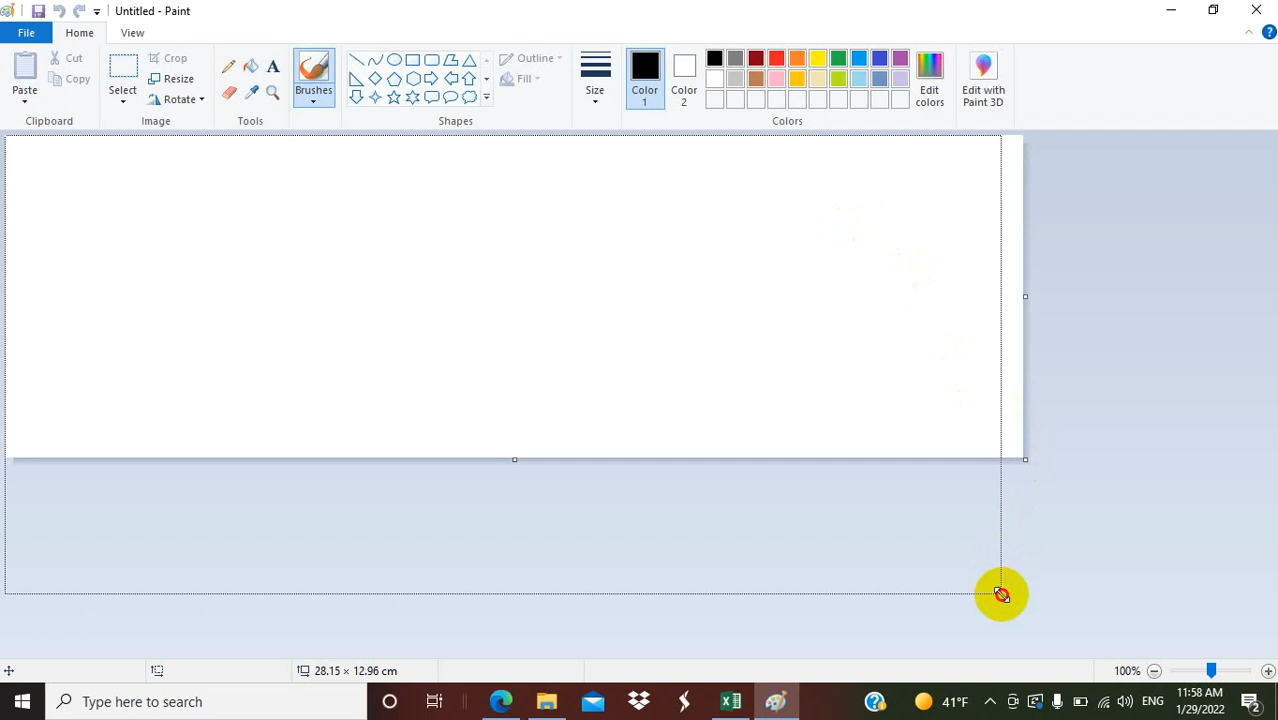 Untitled - Paint
File Home View
Cut
Copy
Paste
Clipboard
Crop
Resize
Rotate
Select
Image
A
Tools
Brushes
Outline
Fill
Shapes
Size
Color 1
Color 2
Edit colors
Colors
Edit with Paint 3D
28.15 × 12.96 cm
100%
Type here to search
41°F
ENG
11:58 AM
1/29/2022
2